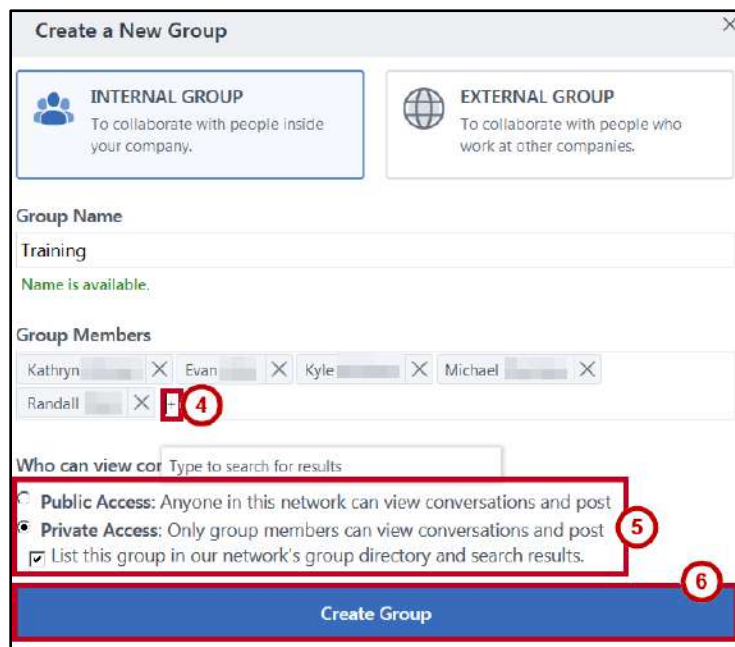 Create a New Group
INTERNAL GROUP
To collaborate with people inside
your company.
EXTERNAL GROUP
To collaborate with people who
work at other companies.
Group Name
Training
Name is available.
Group Members
Kathryn
Evan
Kyle
Michael
Randall
+
4
Who can view
Type to search for results
Public Access: Anyone in this network can view conversations and post
Private Access: Only group members can view conversations and post
List this group in our network's group directory and search results.
5
6
Create Group